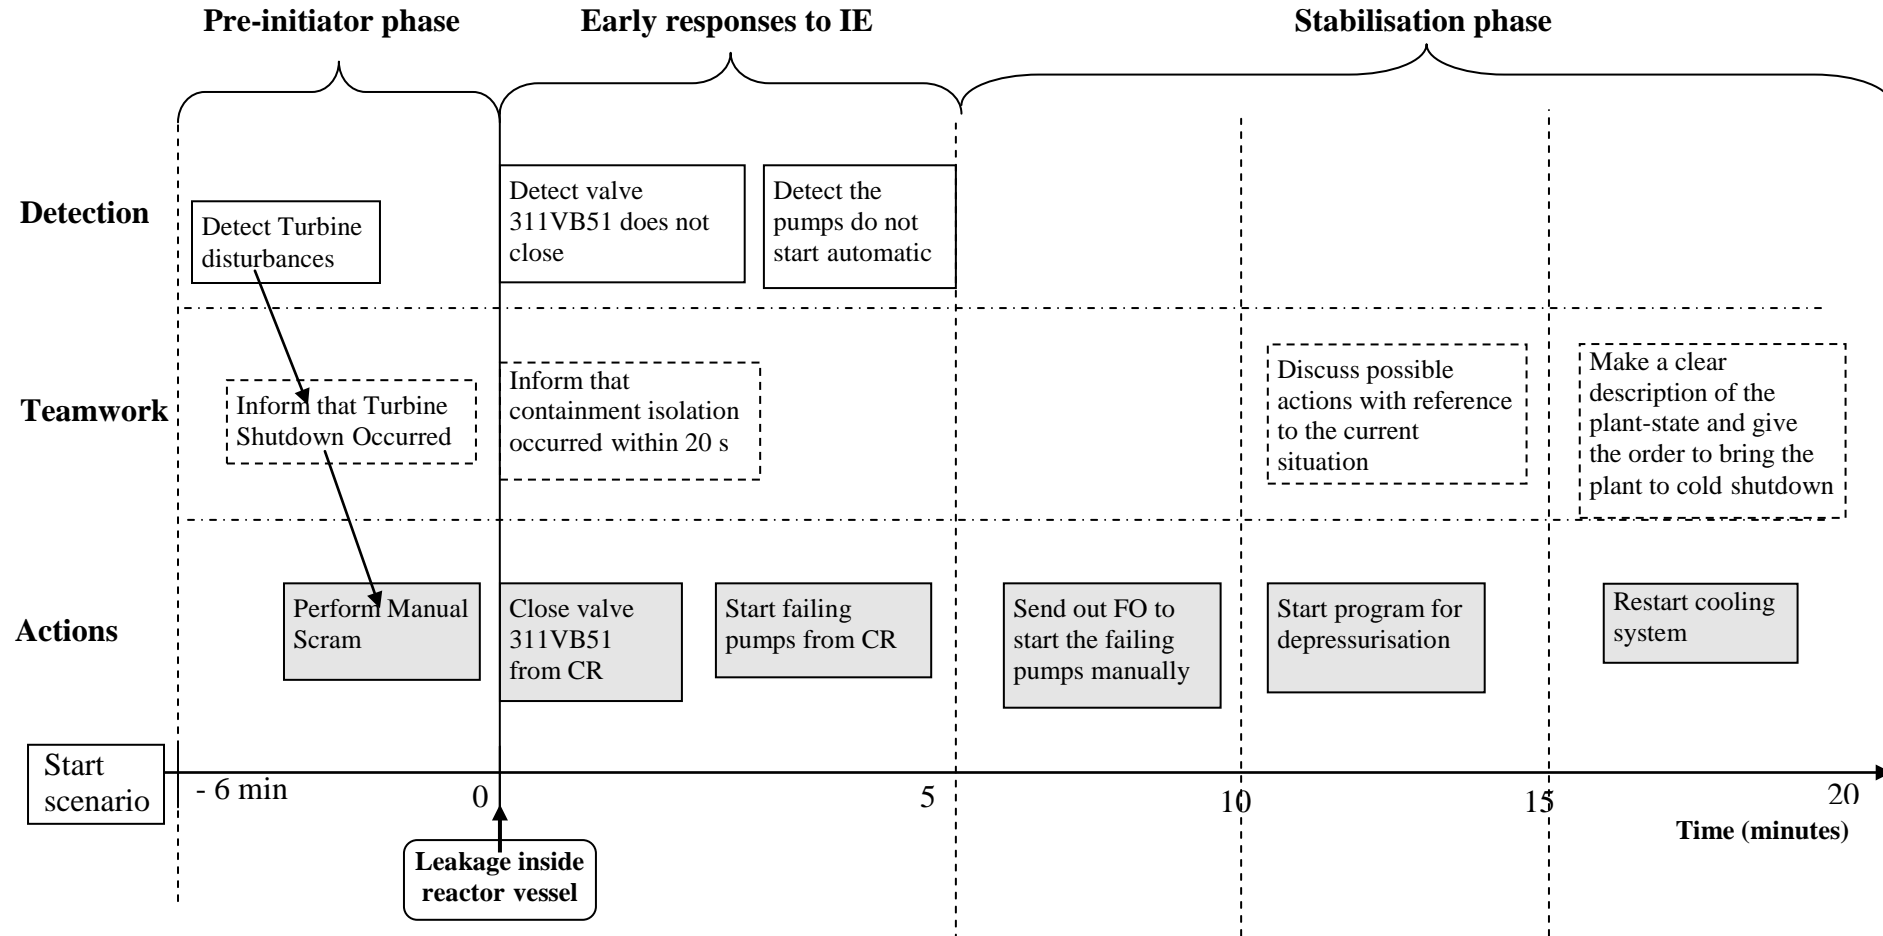 Pre-initiator phase
Early responses to IE
Stabilisation phase
Detection
Detect Turbine
disturbances
Detect valve
311VB51 does not
close
Detect the
pumps do not
start automatic
Teamwork
Inform that Turbine
Shutdown Occurred
Inform that
containment isolation
occurred within 20 s
Discuss possible
actions with reference
to the current
situation
Make a clear
description of the
plant-state and give
the order to bring the
plant to cold shutdown
Actions
Perform Manual
Scram
Close valve
311VB51
from CR
Start failing
pumps from CR
Send out FO to
start the failing
pumps manually
Start program for
depressurisation
Restart cooling
system
Start
scenario
- 6 min
0
5
10
15
20
Time (minutes)
Leakage inside
reactor vessel